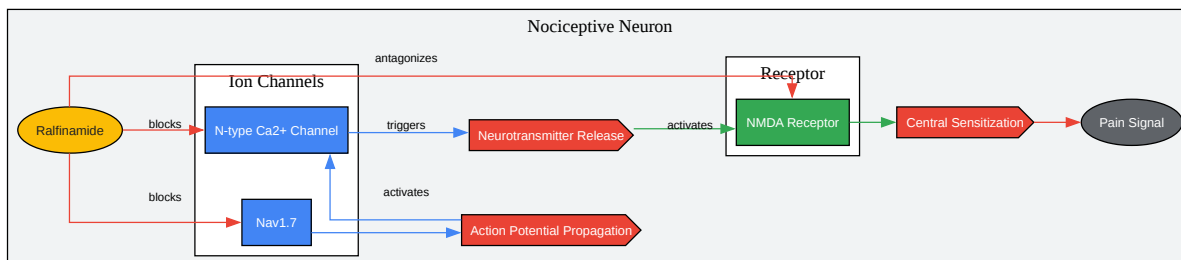 Nociceptive Neuron
antagonizes
Ion Channels
Receptor
Ralfinamide
blocks
N-type Ca2+ Channel
triggers
Neurotransmitter Release
activates
NMDA Receptor
Central Sensitization
Pain Signal
blocks
activates
Nav1.7
Action Potential Propagation